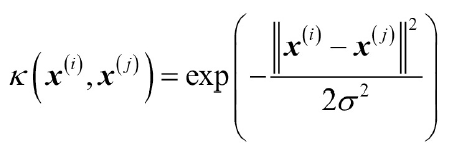 κ(x⁽ⁱ⁾, x⁽ʲ⁾) = exp(−‖x⁽ⁱ⁾ − x⁽ʲ⁾‖² / 2σ²)